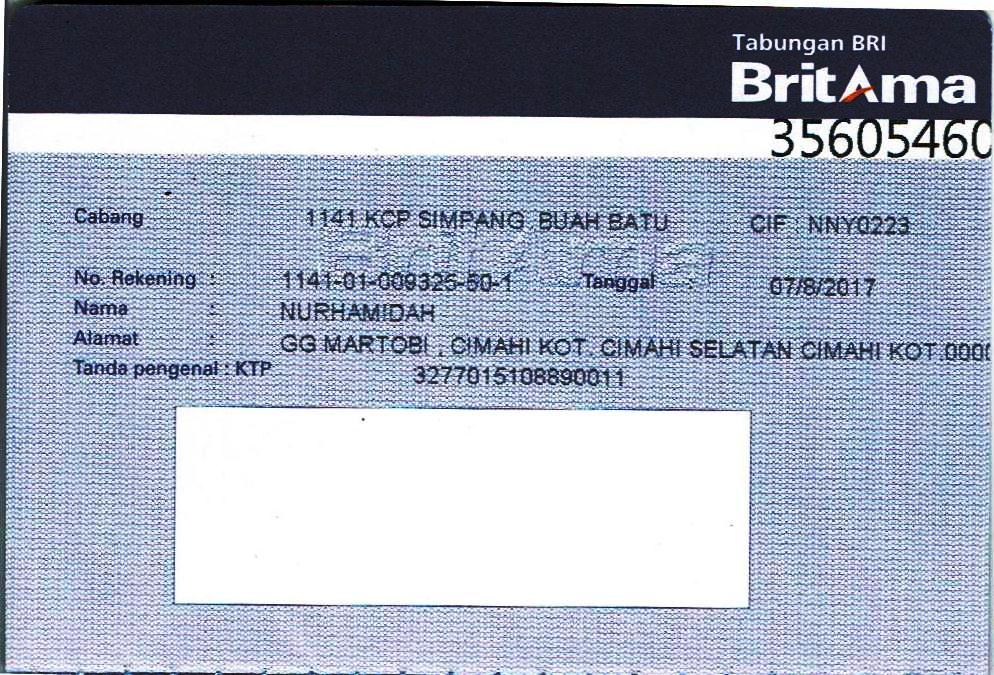 Tabungan BRI
BritAma
35605460
Cabang 1141 KCP SIMPANG BUAH BATU CIF : NNY0223
No. Rekening : 1141-01-009325-50-1 Tanggal : 07/8/2017
Nama : NURHAMIDAH
Alamat : GG MARTOBI , CIMAHI KOT. CIMAHI SELATAN CIMAHI KOT.0000
Tanda pengenal : KTP 3277015108890011